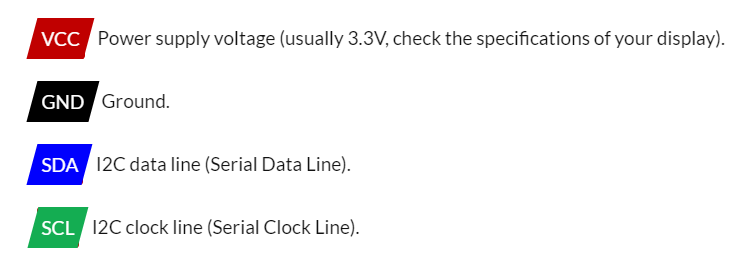 VCC Power supply voltage (usually 3.3V, check the specifications of your display).
GND Ground.
SDA I2C data line (Serial Data Line).
SCL I2C clock line (Serial Clock Line).